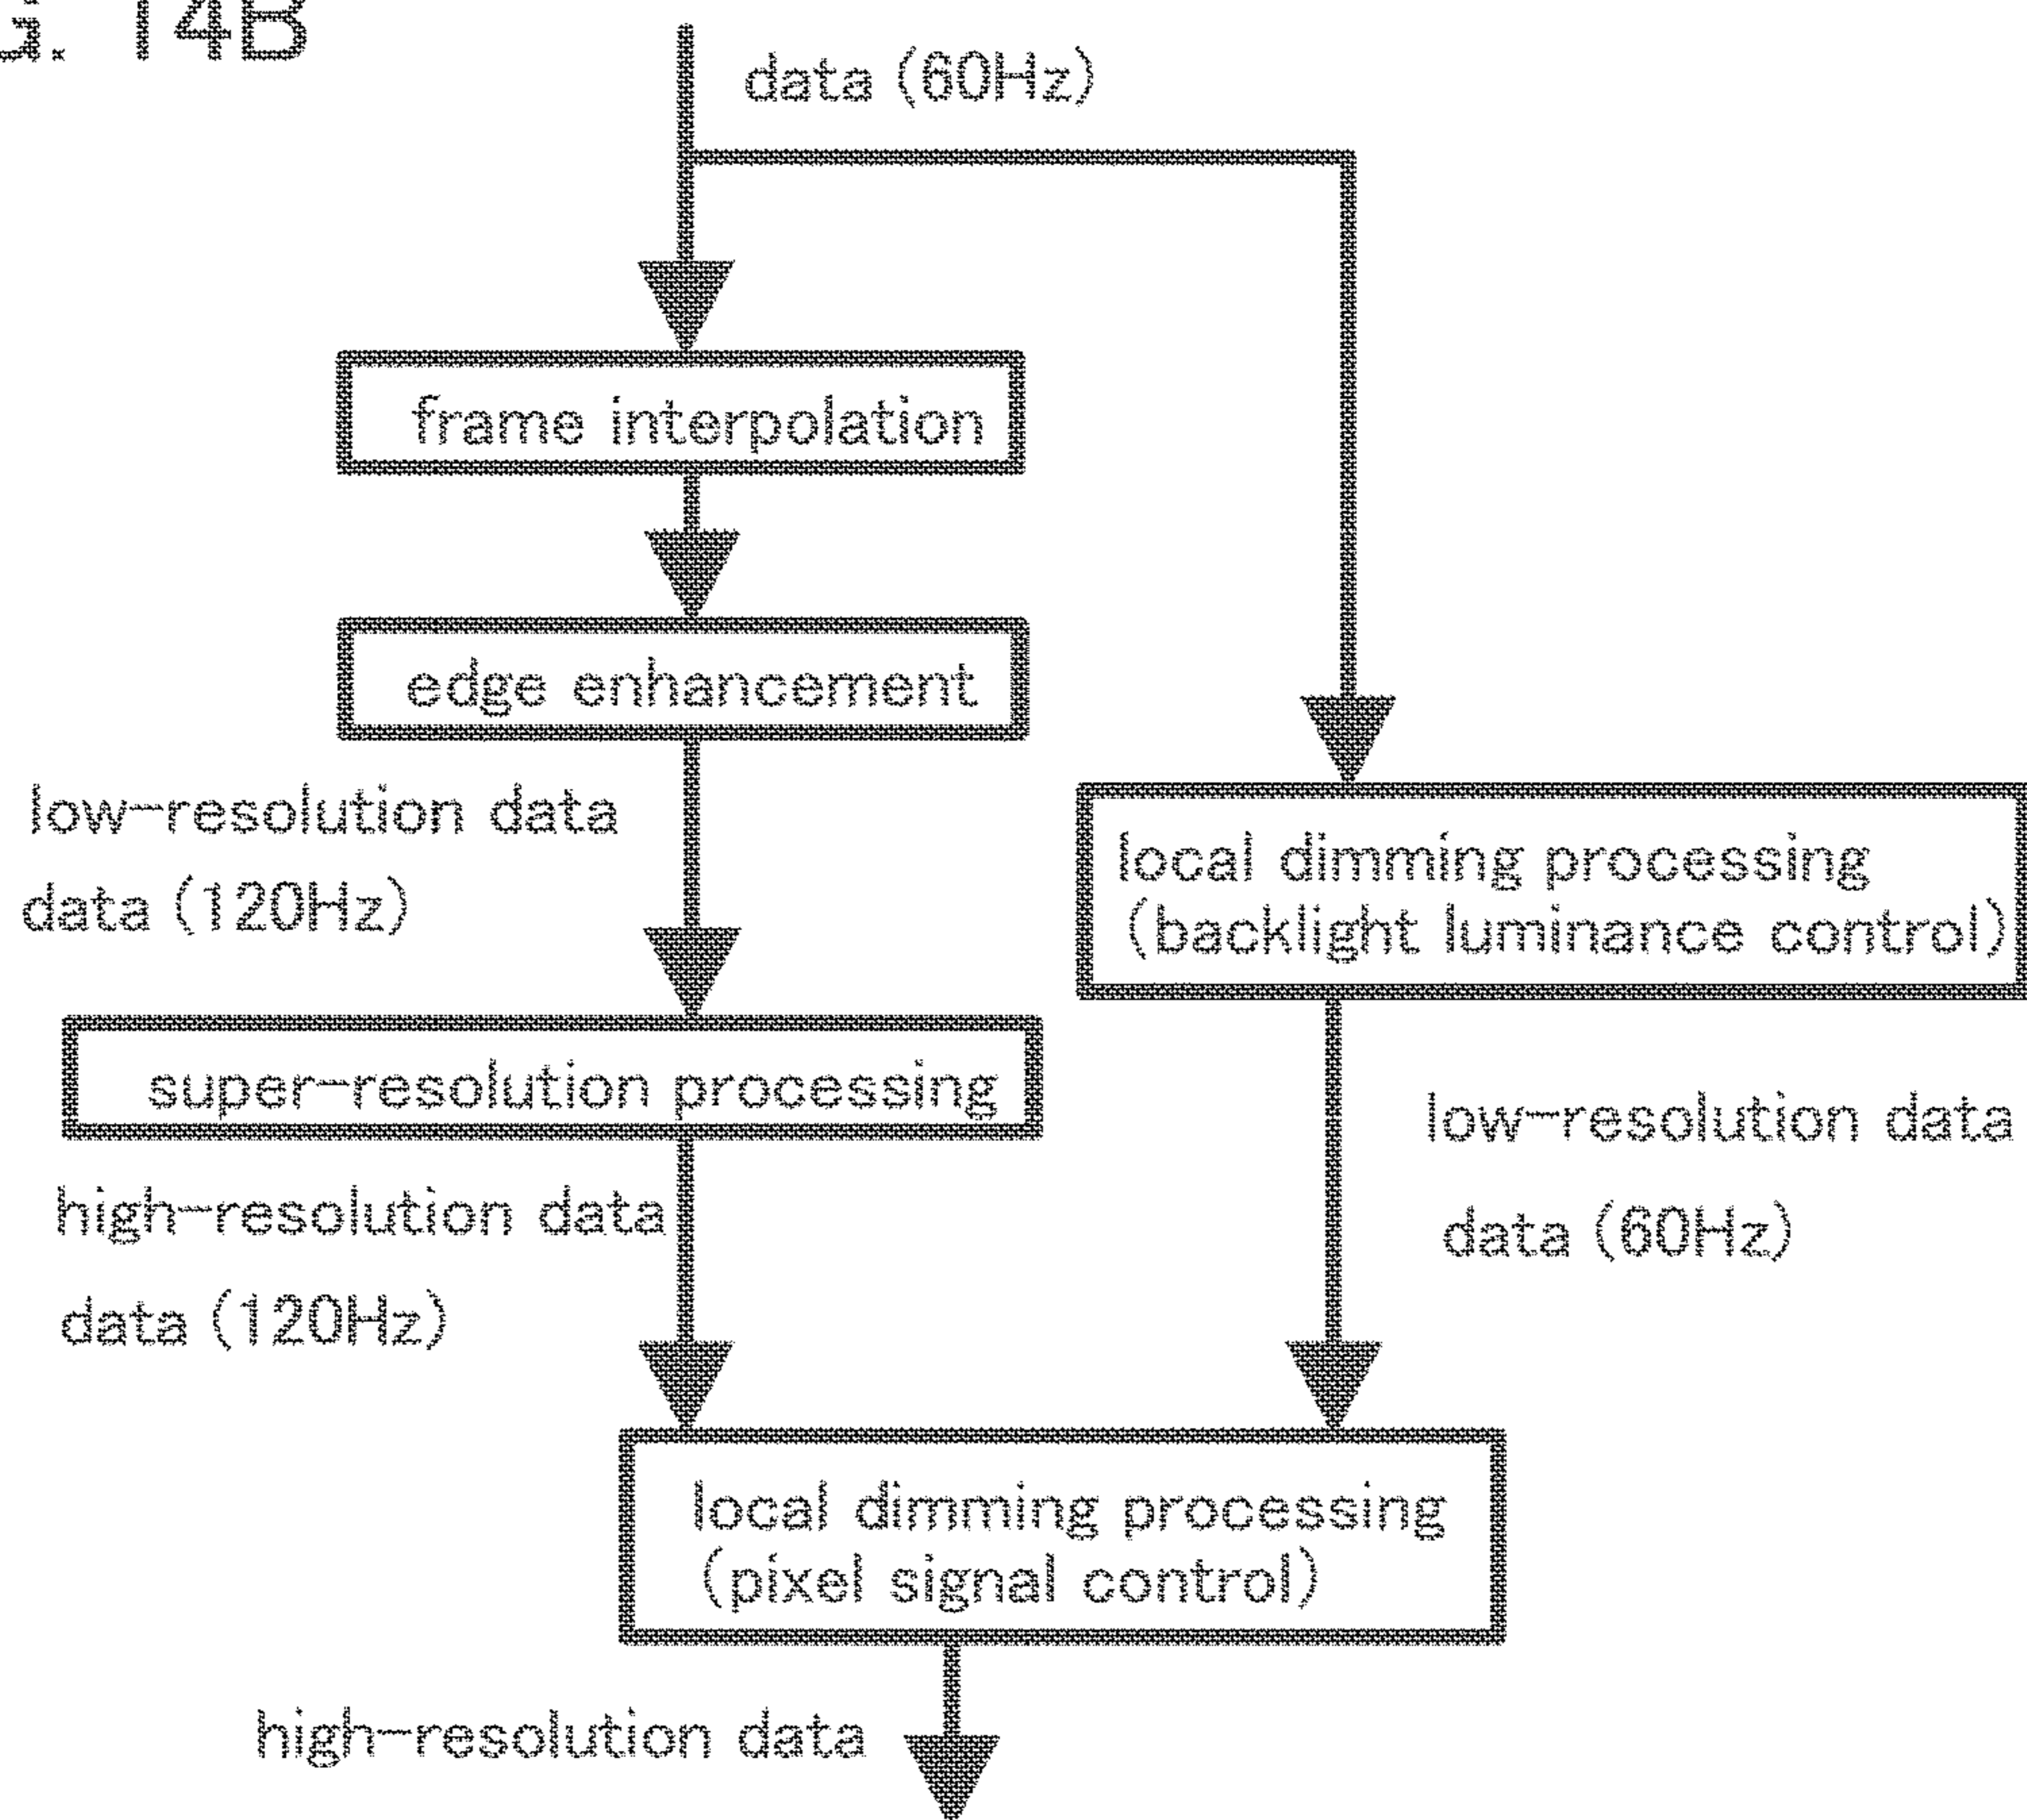 14B
data (60Hz)
frame interpolation
edge enhancement
low-resolution data
data (120Hz)
local dimming processing
(backlight luminance control)
super-resolution processing
low-resolution data
data (60Hz)
high-resolution data
data (120Hz)
local dimming processing
(pixel signal control)
high-resolution data